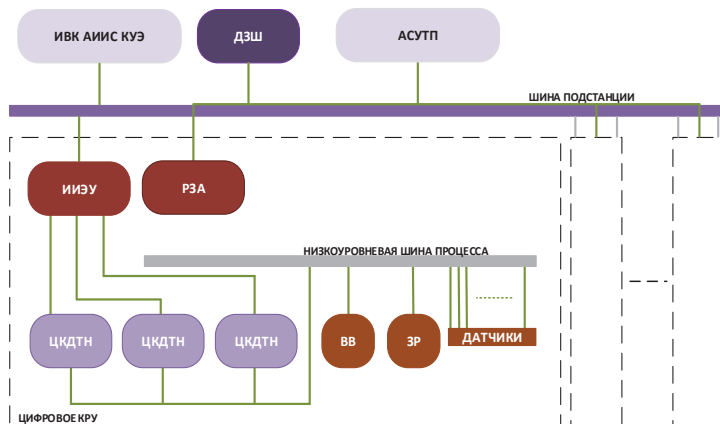 ИВК АИИС КУЭ
ДЗШ
АСУТП
ШИНА ПОДСТАНЦИИ
ИИЭУ
РЗА
НИЗКОУРОВНЕВАЯ ШИНА ПРОЦЕССА
ЦКДТН
ЦКДТН
ЦКДТН
ВВ
ЗР
ДАТЧИКИ
ЦИФРОВОЕ КРУ